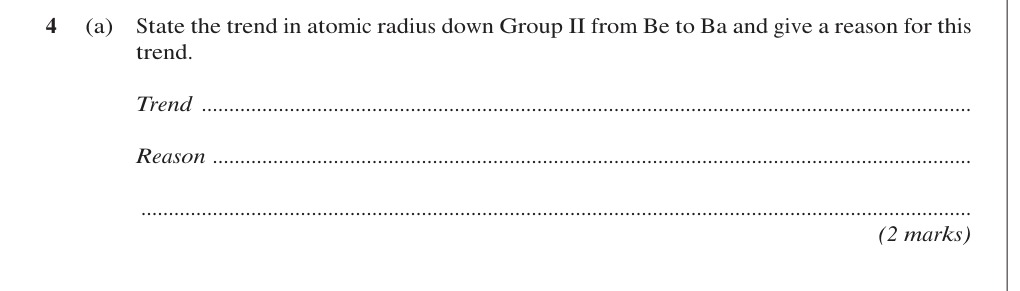 4 (a) State the trend in atomic radius down Group II from Be to Ba and give a reason for this
trend.
Trend ................................................................................................................................................
Reason ..............................................................................................................................................
...........................................................................................................................................................
(2 marks)